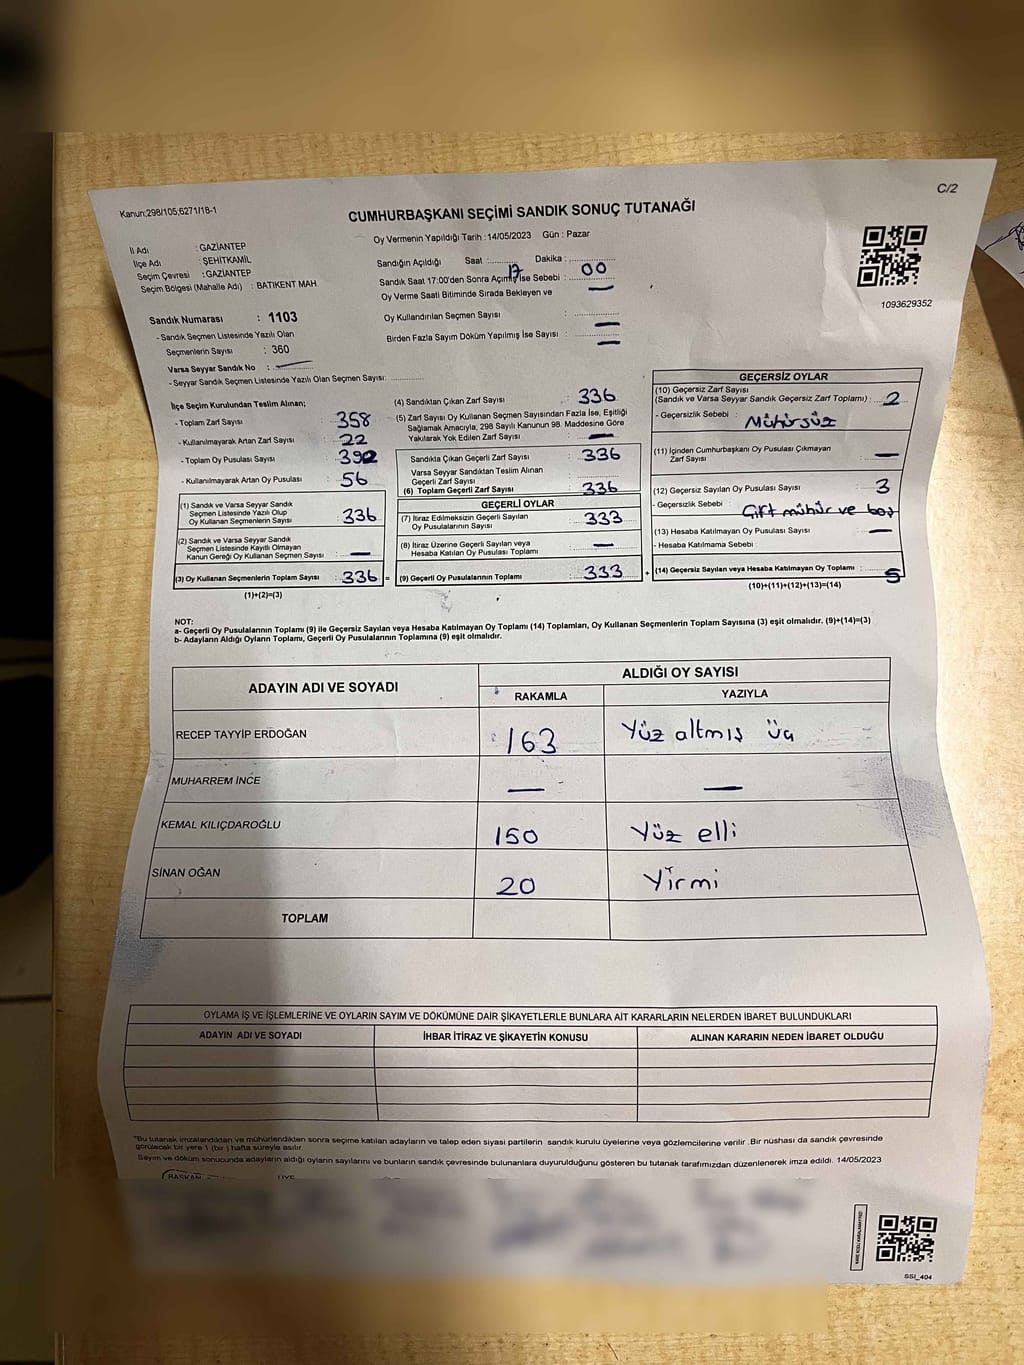 C/2
Kanun:298/105;6271/18-1
CUMHURBAŞKANI SEÇİMİ SANDIK SONUÇ TUTANAĞI
Oy Vermenin Yapıldığı Tarih :14/05/2023 Gün : Pazar
İl Adı : GAZİANTEP
İlçe Adı : ŞEHİTKAMİL
Seçim Çevresi : GAZİANTEP
Seçim Bölgesi (Mahalle Adı) : BATIKENT MAH.
Sandığın Açıldığı Saat : 17 Dakika : 00
Sandık Saat 17:00'den Sonra Açılmış İse Sebebi : —
Oy Verme Saati Bitiminde Sırada Bekleyen ve
Oy Kullandırılan Seçmen Sayısı : —
Birden Fazla Sayım Döküm Yapılmış İse Sayısı : —
1093629352
Sandık Numarası : 1103
- Sandık Seçmen Listesinde Yazılı Olan
Seçmenlerin Sayısı : 360
Varsa Seyyar Sandık No : —
- Seyyar Sandık Seçmen Listesinde Yazılı Olan Seçmen Sayısı:
İlçe Seçim Kurulundan Teslim Alınan;
- Toplam Zarf Sayısı : 358
- Kullanılmayarak Artan Zarf Sayısı : 22
- Toplam Oy Pusulası Sayısı : 392
- Kullanılmayarak Artan Oy Pusulası : 56
(1) Sandık ve Varsa Seyyar Sandık
Seçmen Listesinde Yazılı Olup
Oy Kullanan Seçmenlerin Sayısı : 336
(2) Sandık ve Varsa Seyyar Sandık
Seçmen Listesinde Kayıtlı Olmayan
Kanun Gereği Oy Kullanan Seçmen Sayısı : —
(3) Oy Kullanan Seçmenlerin Toplam Sayısı : 336 =
(1)+(2)=(3)
(4) Sandıktan Çıkan Zarf Sayısı : 336
(5) Zarf Sayısı Oy Kullanan Seçmen Sayısından Fazla İse, Eşitliği
Sağlamak Amacıyla, 298 Sayılı Kanunun 98. Maddesine Göre
Yakılarak Yok Edilen Zarf Sayısı : —
Sandıkta Çıkan Geçerli Zarf Sayısı : 336
Varsa Seyyar Sandıktan Teslim Alınan
Geçerli Zarf Sayısı :
(6) Toplam Geçerli Zarf Sayısı : 336
GEÇERLİ OYLAR
(7) İtiraz Edilmeksizin Geçerli Sayılan
Oy Pusulalarının Sayısı : 333
(8) İtiraz Üzerine Geçerli Sayılan veya
Hesaba Katılan Oy Pusulası Toplamı : —
(9) Geçerli Oy Pusulalarının Toplamı : 333 +
GEÇERSİZ OYLAR
(10) Geçersiz Zarf Sayısı
(Sandık ve Varsa Seyyar Sandık Geçersiz Zarf Toplamı) : 2
- Geçersizlik Sebebi : Mühürsüz
(11) İçinden Cumhurbaşkanı Oy Pusulası Çıkmayan
Zarf Sayısı : —
(12) Geçersiz Sayılan Oy Pusulası Sayısı : 3
- Geçersizlik Sebebi : Çift mühür ve boş
(13) Hesaba Katılmayan Oy Pusulası Sayısı : —
- Hesaba Katılmama Sebebi :
(14) Geçersiz Sayılan veya Hesaba Katılmayan Oy Toplamı : 5
(10)+(11)+(12)+(13)=(14)
NOT:
a- Geçerli Oy Pusulalarının Toplamı (9) ile Geçersiz Sayılan veya Hesaba Katılmayan Oy Toplamı (14) Toplamları, Oy Kullanan Seçmenlerin Toplam Sayısına (3) eşit olmalıdır. (9)+(14)=(3)
b- Adayların Aldığı Oyların Toplamı, Geçerli Oy Pusulalarının Toplamına (9) eşit olmalıdır.
ADAYIN ADI VE SOYADI
ALDIĞI OY SAYISI
RAKAMLA YAZIYLA
RECEP TAYYİP ERDOĞAN 163 Yüz altmış üç
MUHARREM İNCE — —
KEMAL KILIÇDAROĞLU 150 Yüz elli
SİNAN OĞAN 20 Yirmi
TOPLAM
OYLAMA İŞ VE İŞLEMLERİNE VE OYLARIN SAYIM VE DÖKÜMÜNE DAİR ŞİKAYETLERLE BUNLARA AİT KARARLARIN NELERDEN İBARET BULUNDUKLARI
ADAYIN ADI VE SOYADI İHBAR İTİRAZ VE ŞİKAYETİN KONUSU ALINAN KARARIN NEDEN İBARET OLDUĞU
*Bu tutanak imzalandıktan ve mühürlendikten sonra seçime katılan adayların ve talep eden siyasi partilerin sandık kurulu üyelerine veya gözlemcilerine verilir .Bir nüshası da sandık çevresinde
görülecek bir yere 1 (bir ) hafta süreyle asılır.
Sayım ve döküm sonucunda adayların aldığı oyların sayılarını ve bunların sandık çevresinde bulunanlara duyurulduğunu gösteren bu tutanak tarafımızdan düzenlenerek imza edildi. 14/05/2023
BAŞKAN ÜYE
SSI_404